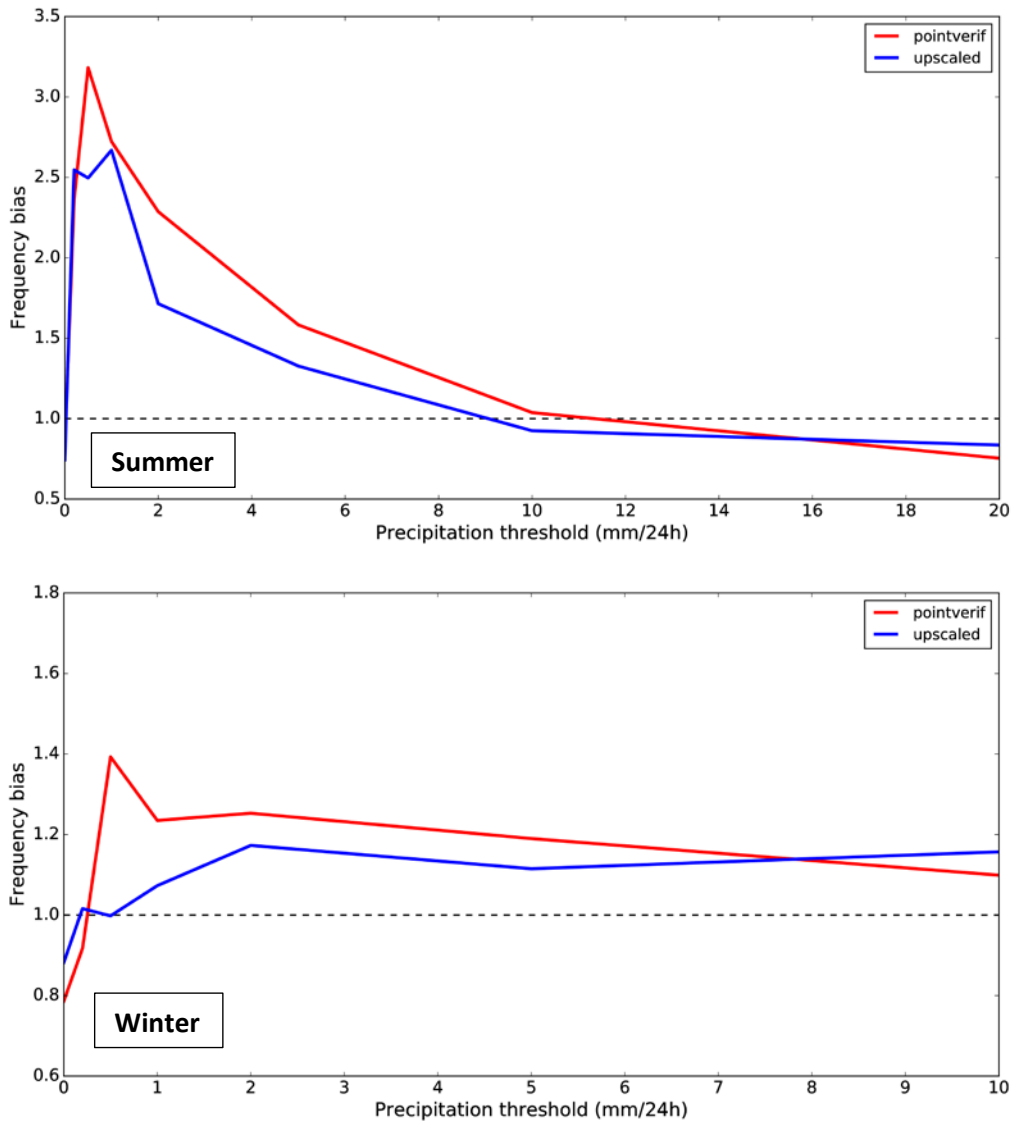 3.5
3.0
2.5
2.0
1.5
1.0
0.5
Frequency bias
pointverif
upscaled
Summer
0 2 4 6 8 10 12 14 16 18 20
Precipitation threshold (mm/24h)
1.8
1.6
1.4
1.2
1.0
0.8
0.6
Frequency bias
pointverif
upscaled
Winter
0 1 2 3 4 5 6 7 8 9 10
Precipitation threshold (mm/24h)